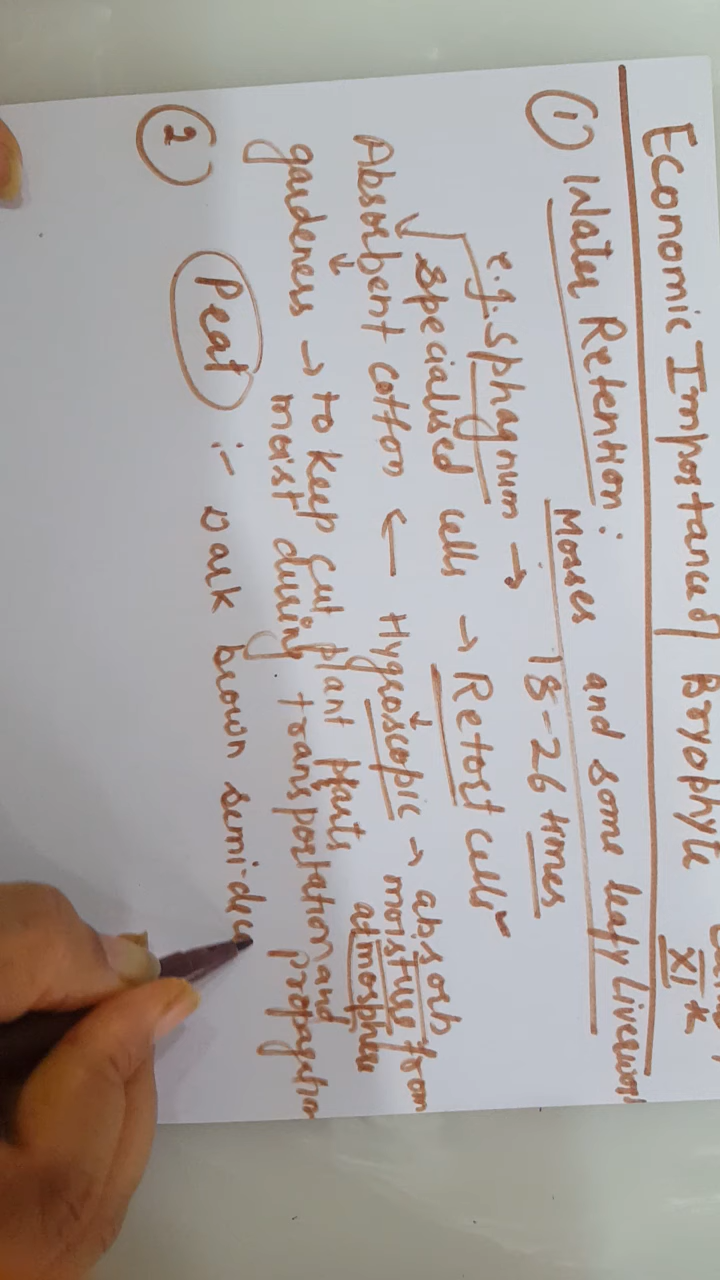 Economic Importance of Bryophyte
XI th
① Water Retention : Mosses and some leafy Liverwort
e.g. Sphagnum → 18-26 times
specialised cells → Retort cells
Absorbent cotton ← Hygroscopic → absorb
moisture from
atmosphere
gardeners → to keep cut plant plants
moist during transportation and
propagation
② Peat :- Dark brown semi-dec